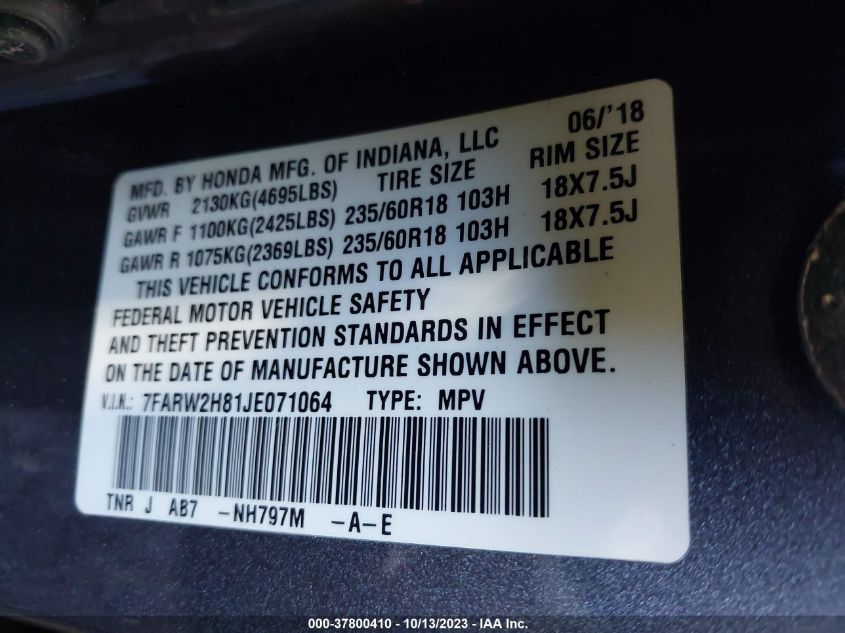 06/'18
MFD. BY HONDA MFG. OF INDIANA, LLC
GVWR 2130KG(4695LBS) TIRE SIZE RIM SIZE
GAWR F 1100KG(2425LBS) 235/60R18 103H 18X7.5J
GAWR R 1075KG(2369LBS) 235/60R18 103H 18X7.5J
THIS VEHICLE CONFORMS TO ALL APPLICABLE
FEDERAL MOTOR VEHICLE SAFETY
AND THEFT PREVENTION STANDARDS IN EFFECT
ON THE DATE OF MANUFACTURE SHOWN ABOVE.
V.I.N.: 7FARW2H81JE071064 TYPE: MPV
TNR J AB7 -NH797M -A-E
000-37800410 - 10/13/2023 - IAA Inc.